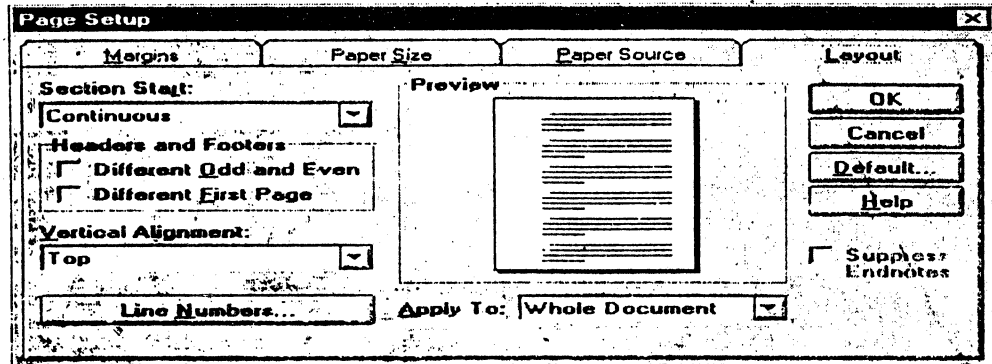 Page Setup
Margins
Paper Size
Paper Source
Layout
Section Start:
Continuous
Headers and Footers
Different Odd and Even
Different First Page
Vertical Alignment:
Top
Line Numbers...
Preview
Apply To: Whole Document
OK
Cancel
Default...
Help
Suppress
Endnotes